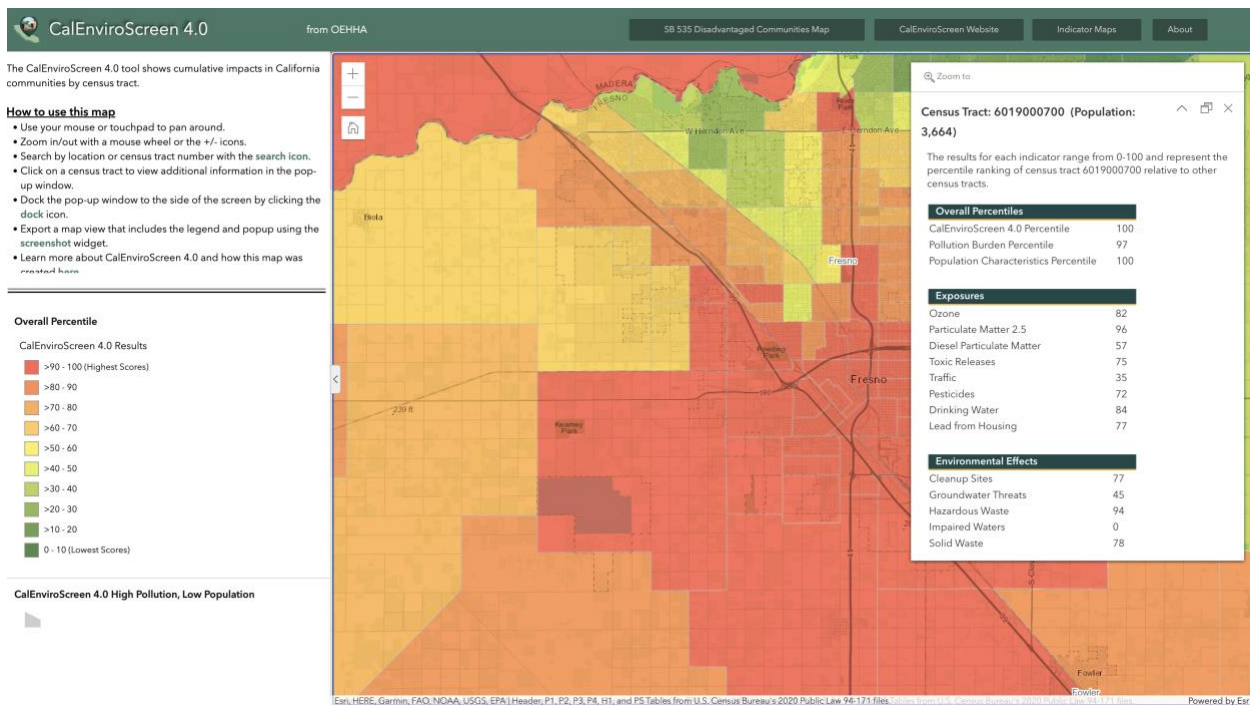 CalEnviroScreen 4.0
from OEHHA
SB 535 Disadvantaged Communities Map
CalEnviroScreen Website
Indicator Maps
About
The CalEnviroScreen 4.0 tool shows cumulative impacts in California
communities by census tract.
How to use this map
• Use your mouse or touchpad to pan around.
• Zoom in/out with a mouse wheel or the +/- icons.
• Search by location or census tract number with the search icon.
• Click on a census tract to view additional information in the pop-
up window.
• Dock the pop-up window to the side of the screen by clicking the
dock icon.
• Export a map view that includes the legend and popup using the
screenshot widget.
• Learn more about CalEnviroScreen 4.0 and how this map was
created here
Overall Percentile
CalEnviroScreen 4.0 Results
>90 - 100 (Highest Scores)
>80 - 90
>70 - 80
>60 - 70
>50 - 60
>40 - 50
>30 - 40
>20 - 30
>10 - 20
0 - 10 (Lowest Scores)
CalEnviroScreen 4.0 High Pollution, Low Population
MADERA
FRESNO
W Herndon Ave
E Herndon Ave
Biola
Fresno
Fresno
239 ft
180
Kearney
Park
Fowler
Fowler
Zoom to
Census Tract: 6019000700 (Population:
3,664)
The results for each indicator range from 0-100 and represent the
percentile ranking of census tract 6019000700 relative to other
census tracts.
Overall Percentiles
CalEnviroScreen 4.0 Percentile 100
Pollution Burden Percentile 97
Population Characteristics Percentile 100
Exposures
Ozone 82
Particulate Matter 2.5 96
Diesel Particulate Matter 57
Toxic Releases 75
Traffic 35
Pesticides 72
Drinking Water 84
Lead from Housing 77
Environmental Effects
Cleanup Sites 77
Groundwater Threats 45
Hazardous Waste 94
Impaired Waters 0
Solid Waste 78
Esri, HERE, Garmin, FAO, NOAA, USGS, EPA | Header, P1, P2, P3, P4, H1, and P5 Tables from U.S. Census Bureau's 2020 Public Law 94-171 files
Powered by Esri